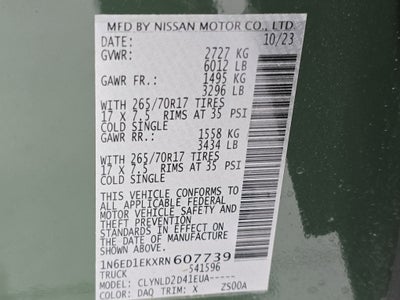 MFD BY NISSAN MOTOR CO., LTD.
DATE: 10/23
GVWR: 2727 KG
6012 LB
GAWR FR.: 1495 KG
3296 LB
WITH 265/70R17 TIRES
17 X 7.5 RIMS AT 35 PSI
COLD SINGLE
GAWR RR.: 1558 KG
3434 LB
WITH 265/70R17 TIRES
17 X 7.5 RIMS AT 35 PSI
COLD SINGLE
THIS VEHICLE CONFORMS TO
ALL APPLICABLE FEDERAL
MOTOR VEHICLE SAFETY AND
THEFT PREVENTION
STANDARDS IN EFFECT ON
THE DATE OF MANUFACTURE
SHOWN ABOVE.
1N6ED1EKXRN607739
TRUCK 541596
MODEL: CLYNLD2D41EUA-----
COLOR: DAQ TRIM: X ZS00A